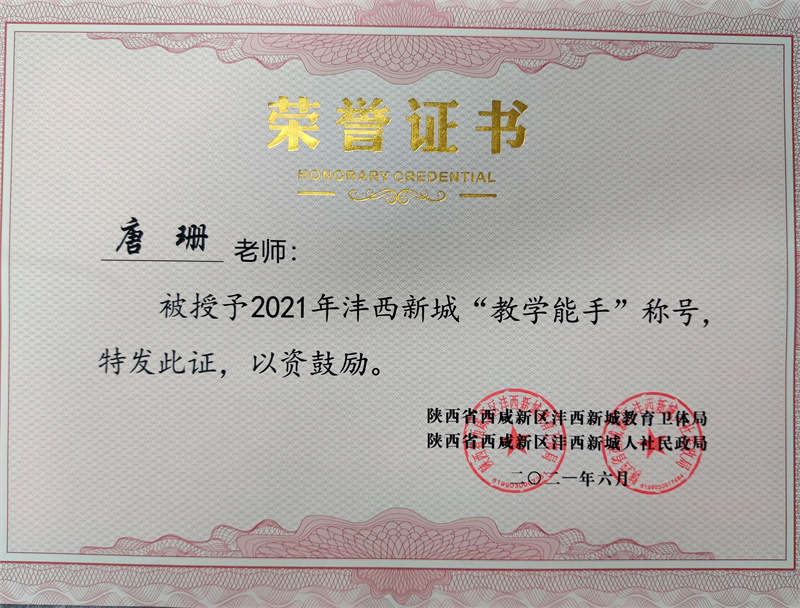 荣誉证书
HONORARY CREDENTIAL
唐 珊 老师：
被授予2021年沣西新城“教学能手”称号，
特发此证，以资鼓励。
陕西省西咸新区沣西新城教育卫体局
陕西省西咸新区沣西新城人社民政局
二〇二一年六月